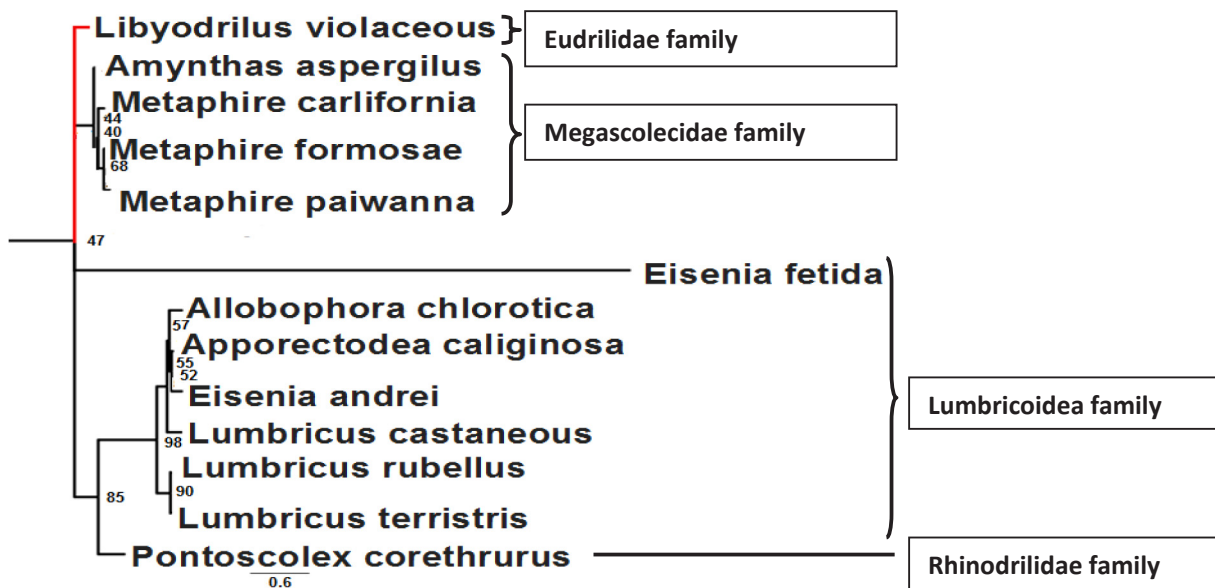 Libyodrilus violaceous
Eudrilidae family
Amynthas aspergilus
Metaphire carlifornia
44
40
Megascolecidae family
Metaphire formosae
68
Metaphire paiwanna
47
Eisenia fetida
Allobophora chlorotica
57
Apporectodea caliginosa
55
52
Eisenia andrei
Lumbricoidea family
Lumbricus castaneous
98
Lumbricus rubellus
90
85
Lumbricus terristris
Pontoscolex corethrurus
Rhinodrilidae family
0.6